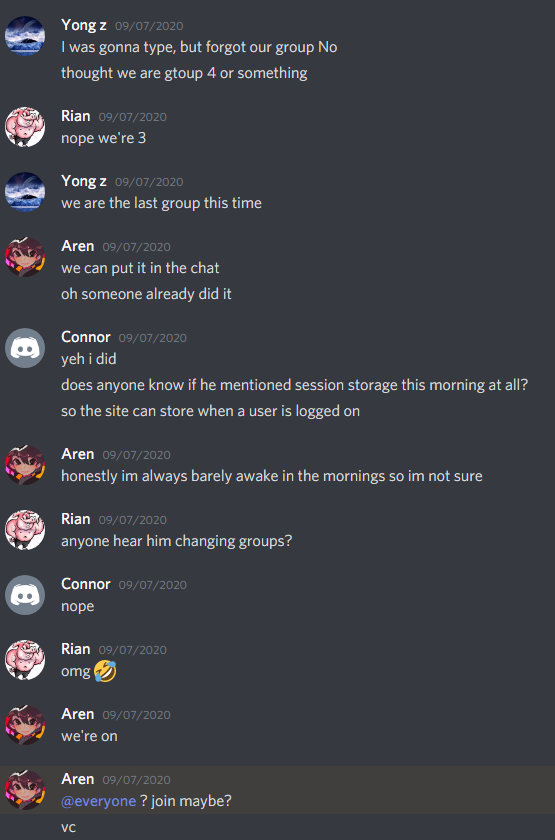 Yong z 09/07/2020
I was gonna type, but forgot our group No
thought we are gtoup 4 or something
Rian 09/07/2020
nope we're 3
Yong z 09/07/2020
we are the last group this time
Aren 09/07/2020
we can put it in the chat
oh someone already did it
Connor 09/07/2020
yeh i did
does anyone know if he mentioned session storage this morning at all?
so the site can store when a user is logged on
Aren 09/07/2020
honestly im always barely awake in the mornings so im not sure
Rian 09/07/2020
anyone hear him changing groups?
Connor 09/07/2020
nope
Rian 09/07/2020
omg 🤣
Aren 09/07/2020
we're on
Aren 09/07/2020
@everyone ? join maybe?
vc